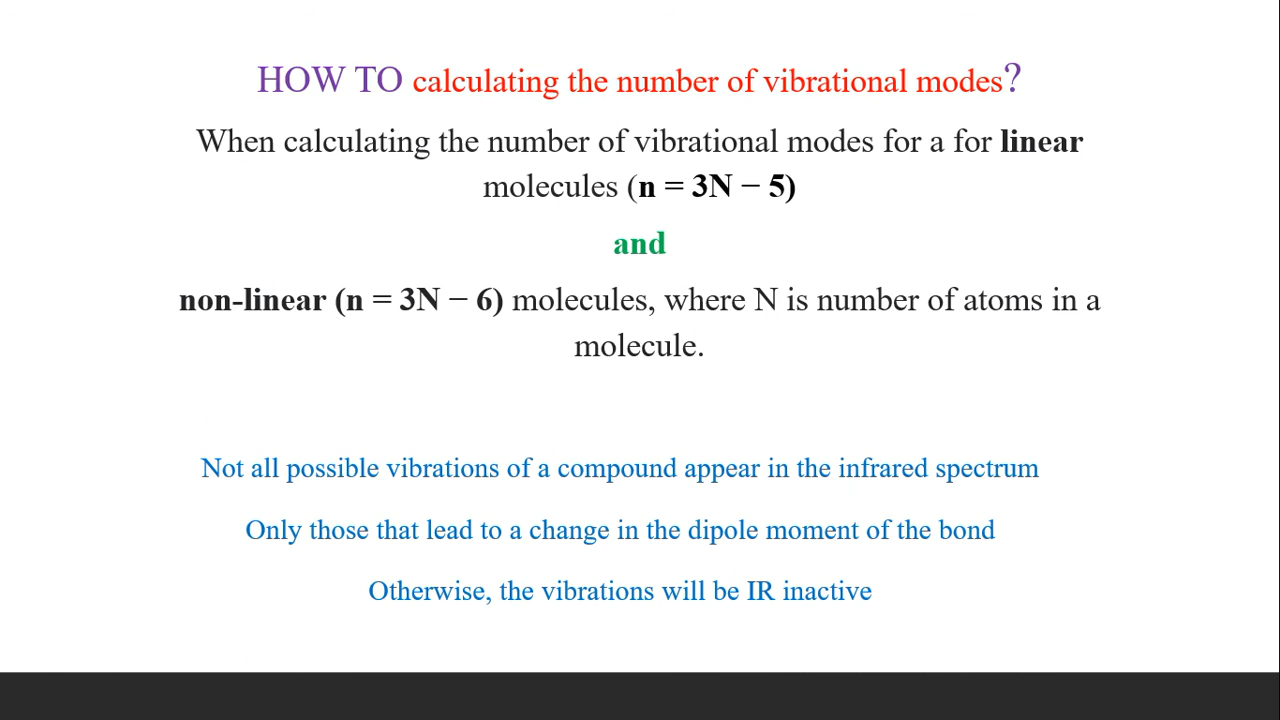 HOW TO calculating the number of vibrational modes?
When calculating the number of vibrational modes for a for linear
molecules (n = 3N − 5)
and
non-linear (n = 3N − 6) molecules, where N is number of atoms in a
molecule.
Not all possible vibrations of a compound appear in the infrared spectrum
Only those that lead to a change in the dipole moment of the bond
Otherwise, the vibrations will be IR inactive